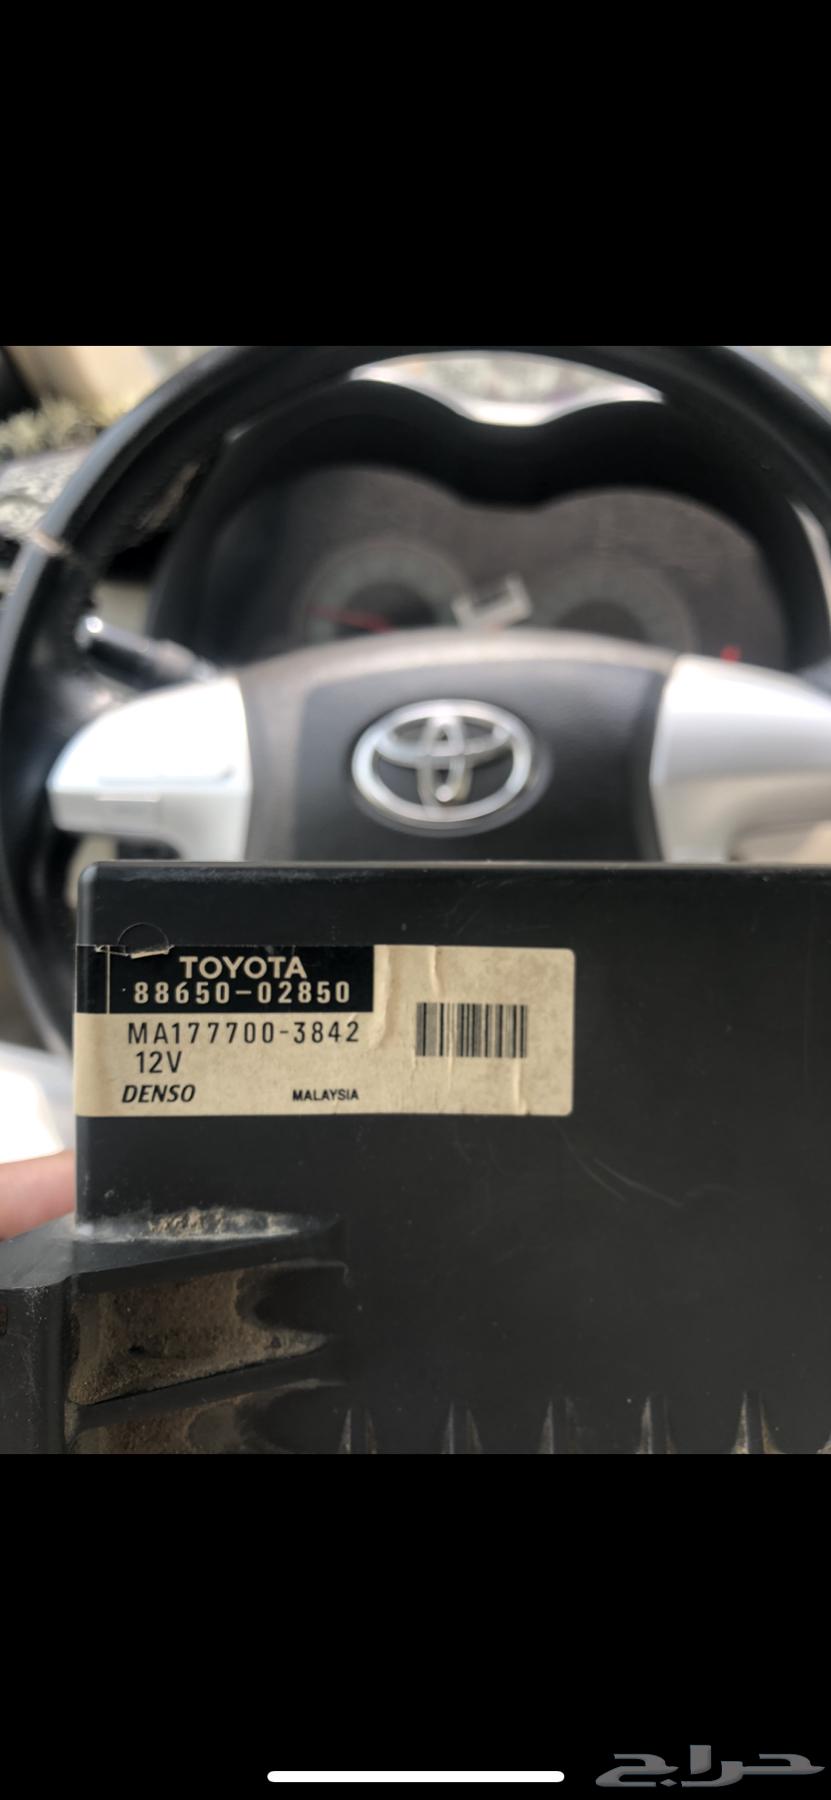 TOYOTA
88650-02850
MA177700-3842
12V
DENSO MALAYSIA
حراج